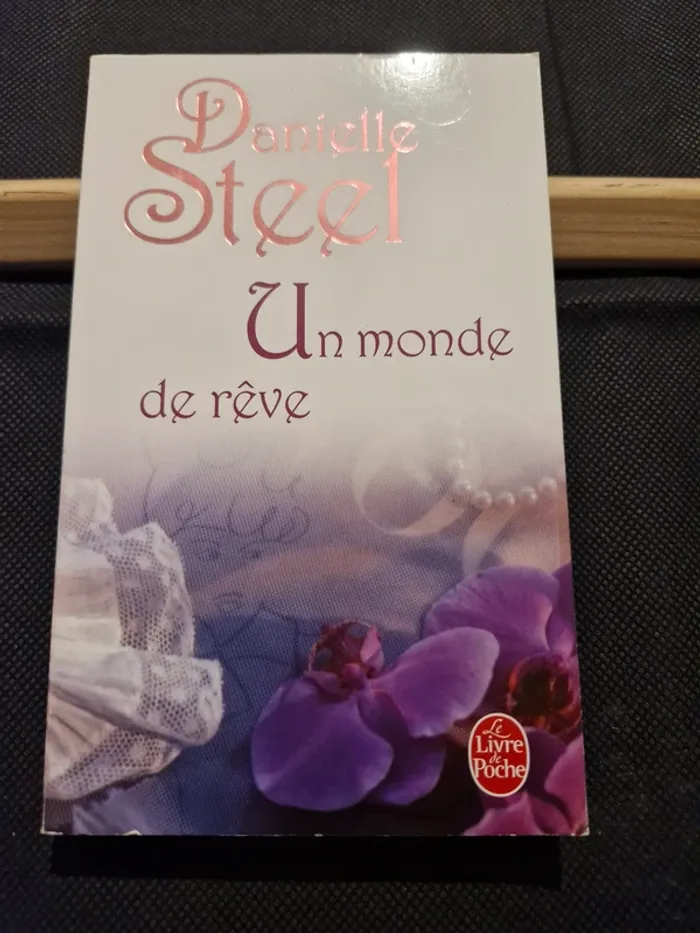 Danielle
Steel
Un monde
de rêve
Le
Livre
de
Poche